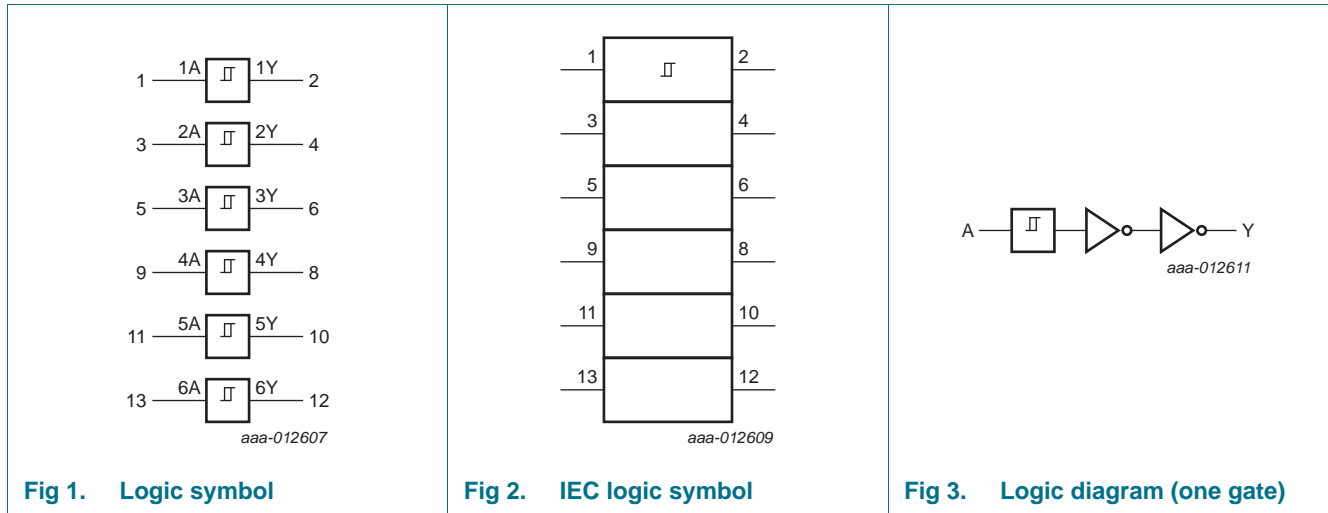 1 1A 1Y 2
3 2A 2Y 4
5 3A 3Y 6
9 4A 4Y 8
11 5A 5Y 10
13 6A 6Y 12
aaa-012607
Fig 1. Logic symbol
1 2
3 4
5 6
9 8
11 10
13 12
aaa-012609
Fig 2. IEC logic symbol
A Y
aaa-012611
Fig 3. Logic diagram (one gate)